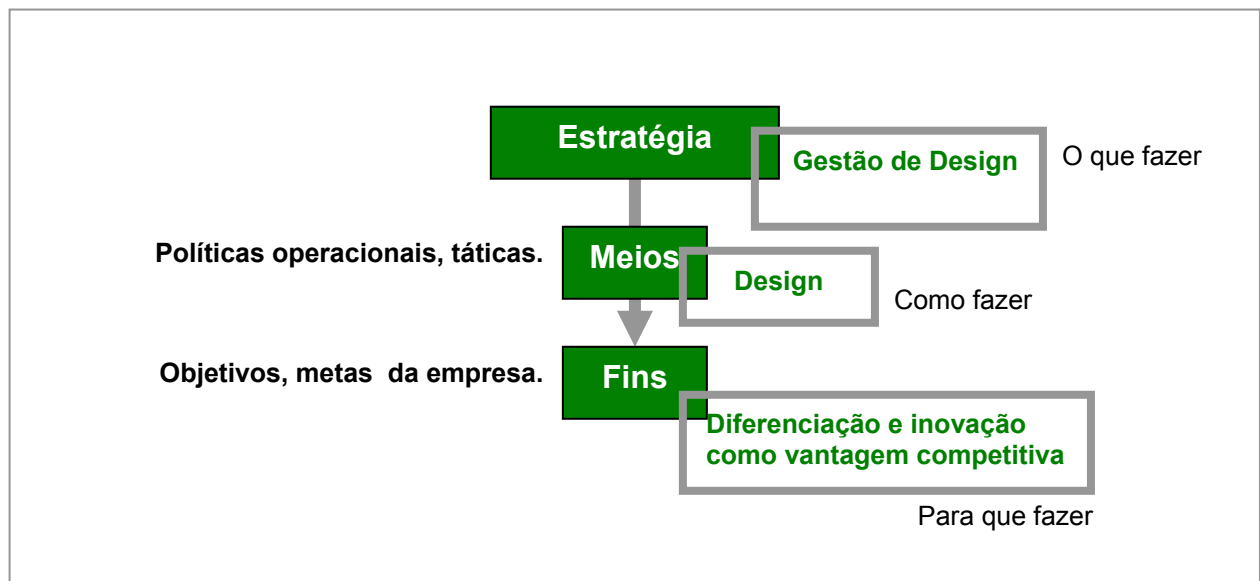 Estratégia
Gestão de Design
O que fazer
Políticas operacionais, táticas.
Meios
Design
Como fazer
Objetivos, metas da empresa.
Fins
Diferenciação e inovação
como vantagem competitiva
Para que fazer